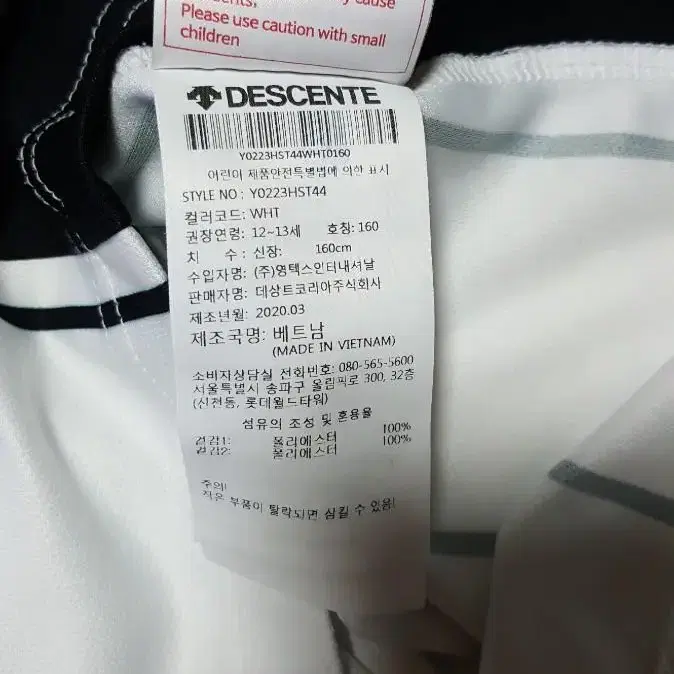 Please use caution with small
children
DESCENTE
Y0223HST44WHT0160
어린이 제품안전특별법에 의한 표시
STYLE NO : Y0223HST44
컬러코드: WHT
권장연령: 12~13세 호칭: 160
치 수 : 신장: 160cm
수입자명: (주)영텍스인터내셔날
판매자명: 데상트코리아주식회사
제조년월: 2020.03
제조국명: 베트남
(MADE IN VIETNAM)
소비자상담실 전화번호: 080-565-5600
서울특별시 송파구 올림픽로 300, 32층
(신천동, 롯데월드타워)
섬유의 조성 및 혼용율
겉감1: 폴리에스터 100%
겉감2: 폴리에스터 100%
주의!
작은 부품이 탈락되면 삼킬 수 있음!